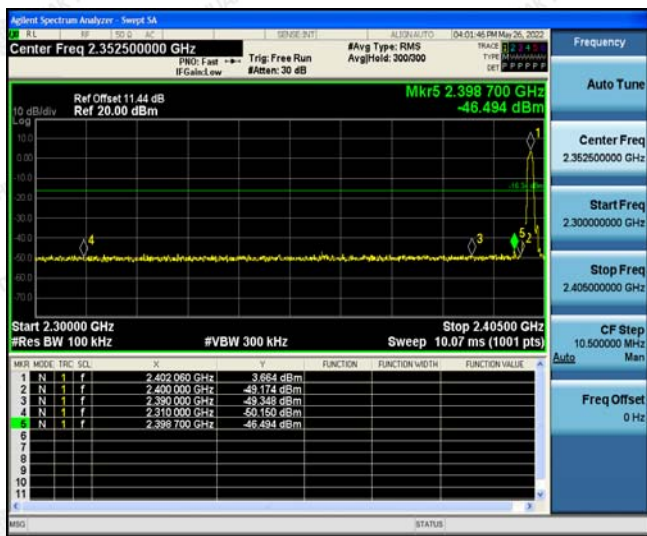 Agilent Spectrum Analyzer - Swept SA
RL RF 50 Ω AC SENSE:INT ALIGN AUTO 04:01:46 PM May 26, 2022
Center Freq 2.352500000 GHz
PNO: Fast
IFGain:Low
Trig: Free Run
#Atten: 30 dB
#Avg Type: RMS
Avg|Hold: 300/300
TRACE 1 2 3 4 5 6
TYPE M
DET P P P P P P
Ref Offset 11.44 dB
Ref 20.00 dBm
10 dB/div
Log
Mkr5 2.398 700 GHz
-46.494 dBm
10.0
0.00
-10.0
-20.0
-30.0
-40.0
-50.0
-60.0
-70.0
1
4
3
5
2
Start 2.30000 GHz
Stop 2.40500 GHz
#Res BW 100 kHz #VBW 300 kHz Sweep 10.07 ms (1001 pts)
MKR MODE TRC SCL X Y FUNCTION FUNCTION WIDTH FUNCTION VALUE
1 N 1 f 2.402 060 GHz 3.664 dBm
2 N 1 f 2.400 000 GHz -49.174 dBm
3 N 1 f 2.390 000 GHz -49.348 dBm
4 N 1 f 2.310 000 GHz -50.150 dBm
5 N 1 f 2.398 700 GHz -46.494 dBm
6
7
8
9
10
11
MSG STATUS
Frequency
Auto Tune
Center Freq
2.352500000 GHz
Start Freq
2.300000000 GHz
Stop Freq
2.405000000 GHz
CF Step
10.500000 MHz
Auto Man
Freq Offset
0 Hz